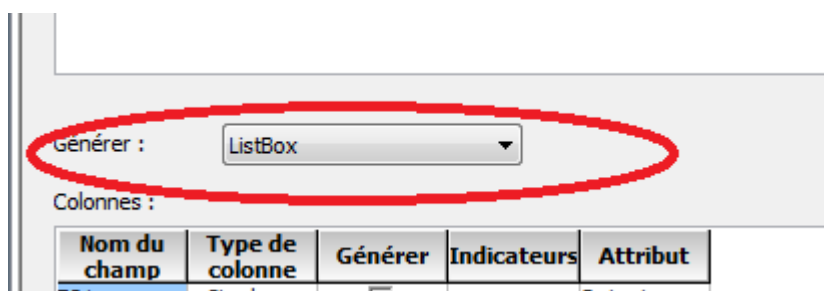 Générer :
ListBox
Colonnes :
Nom du champ
Type de colonne
Générer
Indicateurs
Attribut